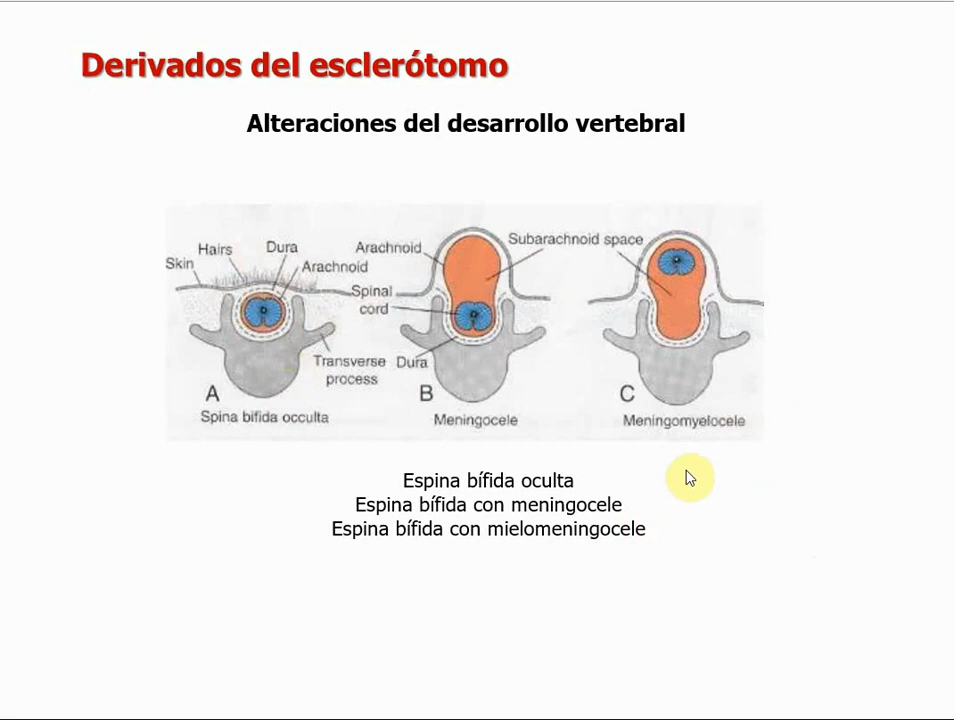 Derivados del esclerótomo
Alteraciones del desarrollo vertebral
Hairs
Dura
Skin
Arachnoid
Arachnoid
Subarachnoid space
Spinal
cord
Transverse
process
Dura
A
B
C
Spina bifida occulta
Meningocele
Meningomyelocele
Espina bífida oculta
Espina bífida con meningocele
Espina bífida con mielomeningocele